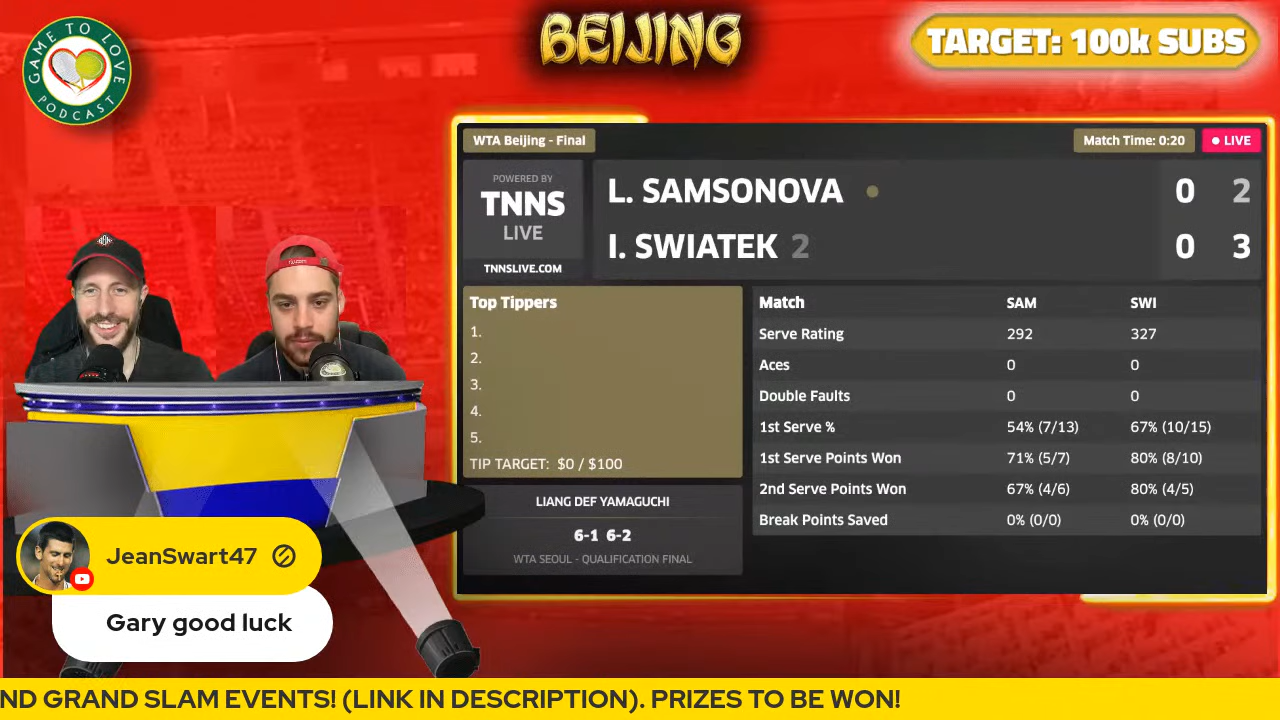 GAME TO LOVE
PODCAST
BEIJING
TARGET: 100k SUBS
WTA Beijing - Final
Match Time: 0:20
LIVE
POWERED BY
TNNS
LIVE
TNNSLIVE.COM
L. SAMSONOVA 0 2
I. SWIATEK 2 0 3
Top Tippers
1.
2.
3.
4.
5.
TIP TARGET: $0 / $100
LIANG DEF YAMAGUCHI
6-1 6-2
WTA SEOUL - QUALIFICATION FINAL
Match SAM SWI
Serve Rating 292 327
Aces 0 0
Double Faults 0 0
1st Serve % 54% (7/13) 67% (10/15)
1st Serve Points Won 71% (5/7) 80% (8/10)
2nd Serve Points Won 67% (4/6) 80% (4/5)
Break Points Saved 0% (0/0) 0% (0/0)
JeanSwart47
Gary good luck
ND GRAND SLAM EVENTS! (LINK IN DESCRIPTION). PRIZES TO BE WON!